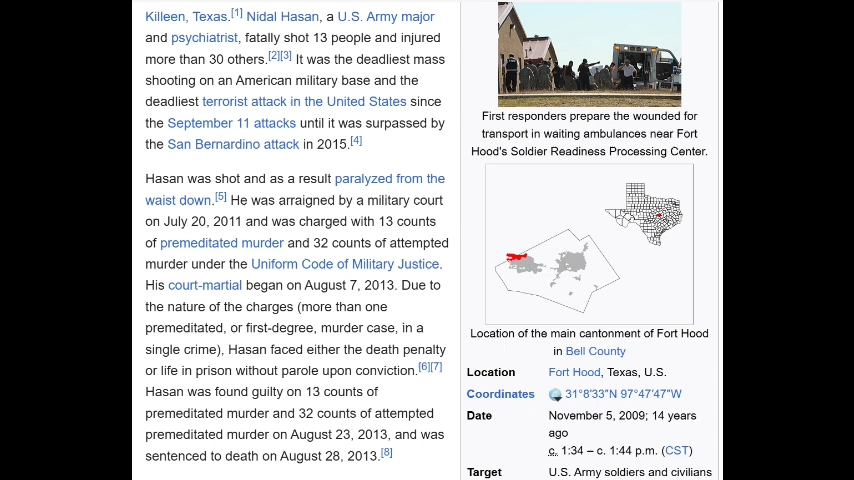 Killeen, Texas.[1] Nidal Hasan, a U.S. Army major
and psychiatrist, fatally shot 13 people and injured
more than 30 others.[2][3] It was the deadliest mass
shooting on an American military base and the
deadliest terrorist attack in the United States since
the September 11 attacks until it was surpassed by
the San Bernardino attack in 2015.[4]
Hasan was shot and as a result paralyzed from the
waist down.[5] He was arraigned by a military court
on July 20, 2011 and was charged with 13 counts
of premeditated murder and 32 counts of attempted
murder under the Uniform Code of Military Justice.
His court-martial began on August 7, 2013. Due to
the nature of the charges (more than one
premeditated, or first-degree, murder case, in a
single crime), Hasan faced either the death penalty
or life in prison without parole upon conviction.[6][7]
Hasan was found guilty on 13 counts of
premeditated murder and 32 counts of attempted
premeditated murder on August 23, 2013, and was
sentenced to death on August 28, 2013.[8]
First responders prepare the wounded for
transport in waiting ambulances near Fort
Hood's Soldier Readiness Processing Center.
Location of the main cantonment of Fort Hood
in Bell County
Location Fort Hood, Texas, U.S.
Coordinates 31°8′33″N 97°47′47″W
Date November 5, 2009; 14 years
ago
c. 1:34 – c. 1:44 p.m. (CST)
Target U.S. Army soldiers and civilians